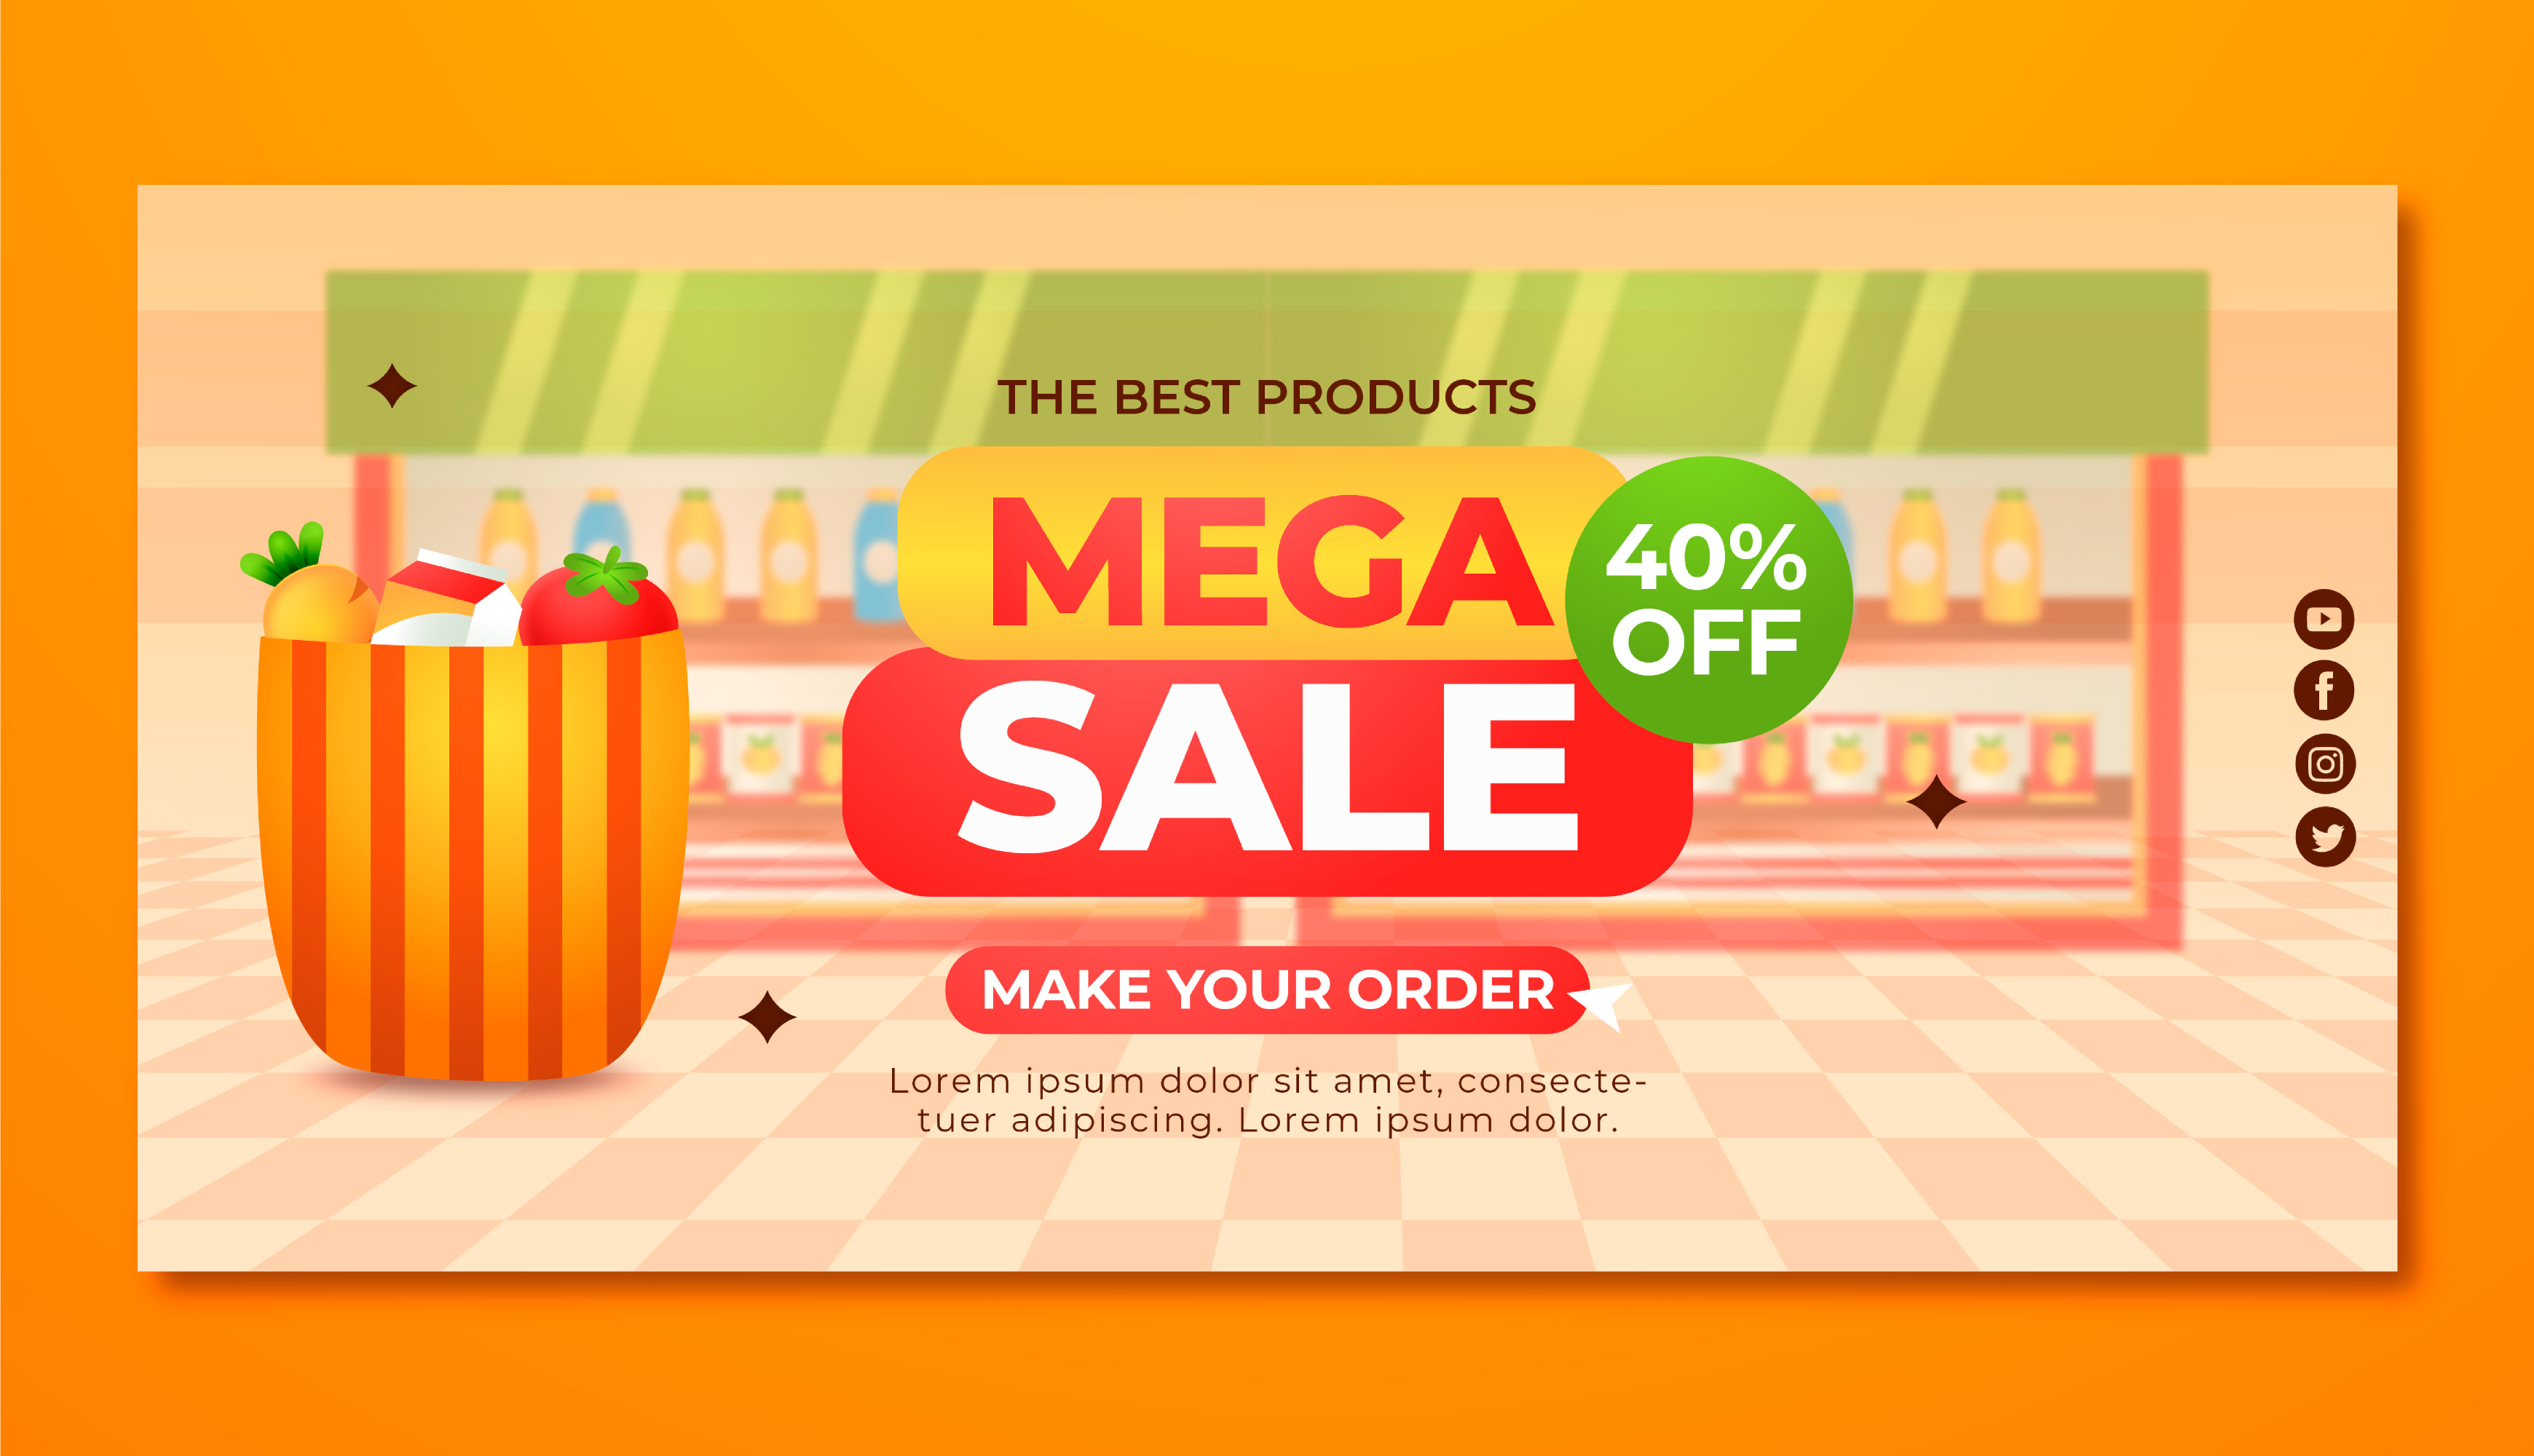 THE BEST PRODUCTS
MEGA
SALE
40%
OFF
MAKE YOUR ORDER
Lorem ipsum dolor sit amet, consecte-
tuer adipiscing. Lorem ipsum dolor.